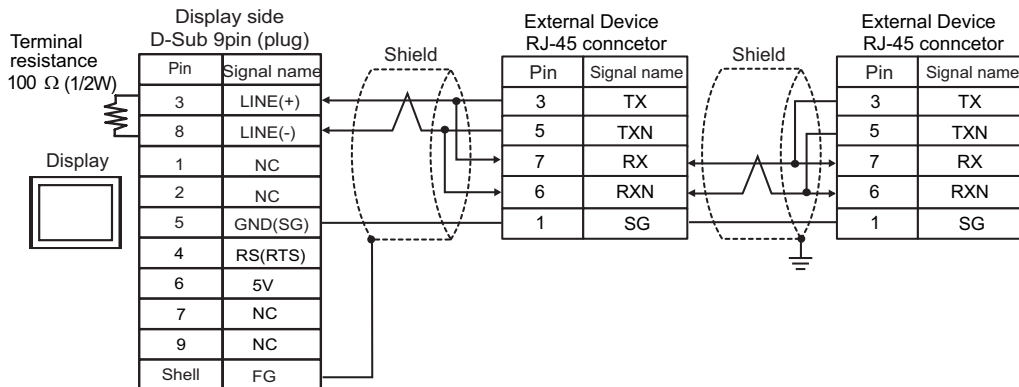 Display side
D-Sub 9pin (plug)
Terminal
resistance
100 Ω (1/2W)
Display
Pin Signal name
3 LINE(+)
8 LINE(-)
1 NC
2 NC
5 GND(SG)
4 RS(RTS)
6 5V
7 NC
9 NC
Shell FG
Shield
External Device
RJ-45 conncetor
Pin Signal name
3 TX
5 TXN
7 RX
6 RXN
1 SG
Shield
External Device
RJ-45 conncetor
Pin Signal name
3 TX
5 TXN
7 RX
6 RXN
1 SG